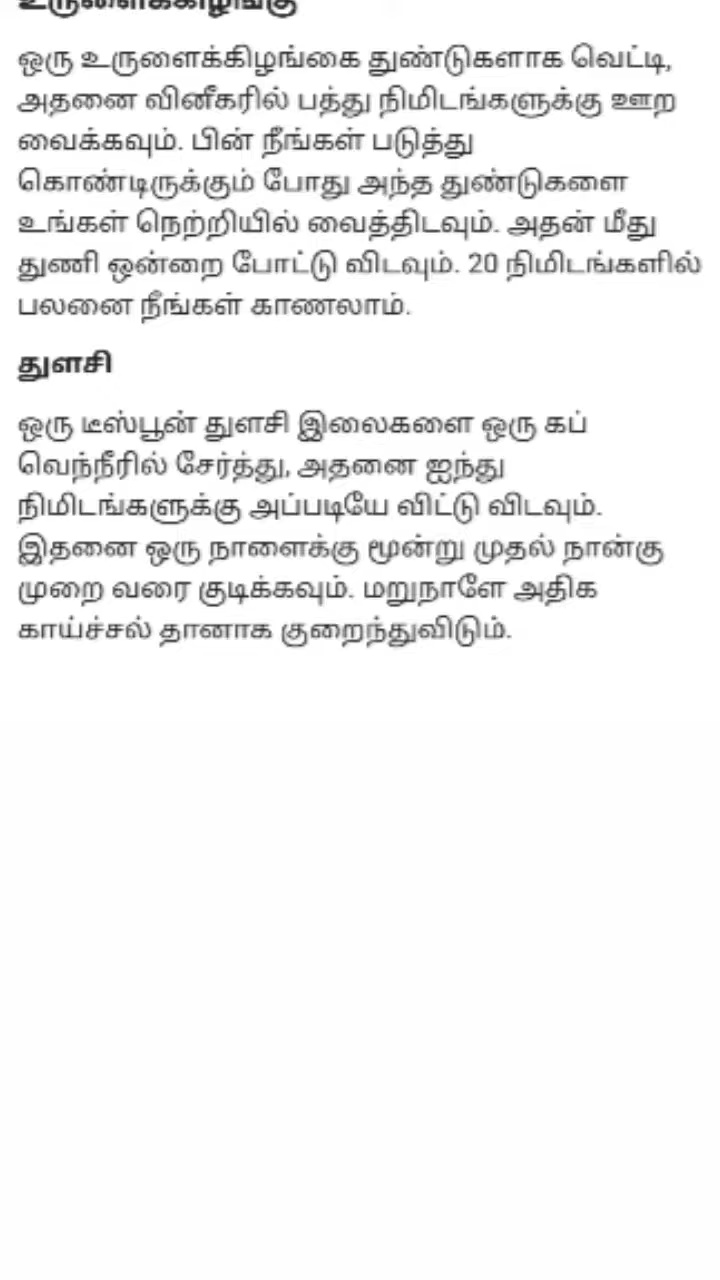 உருளைக்கிழங்கு
ஒரு உருளைக்கிழங்கை துண்டுகளாக வெட்டி,
அதனை வினீகரில் பத்து நிமிடங்களுக்கு ஊற
வைக்கவும். பின் நீங்கள் படுத்து
கொண்டிருக்கும் போது அந்த துண்டுகளை
உங்கள் நெற்றியில் வைத்திடவும். அதன் மீது
துணி ஒன்றை போட்டு விடவும். 20 நிமிடங்களில்
பலனை நீங்கள் காணலாம்.
துளசி
ஒரு டீஸ்பூன் துளசி இலைகளை ஒரு கப்
வெந்நீரில் சேர்த்து, அதனை ஐந்து
நிமிடங்களுக்கு அப்படியே விட்டு விடவும்.
இதனை ஒரு நாளைக்கு மூன்று முதல் நான்கு
முறை வரை குடிக்கவும். மறுநாளே அதிக
காய்ச்சல் தானாக குறைந்துவிடும்.